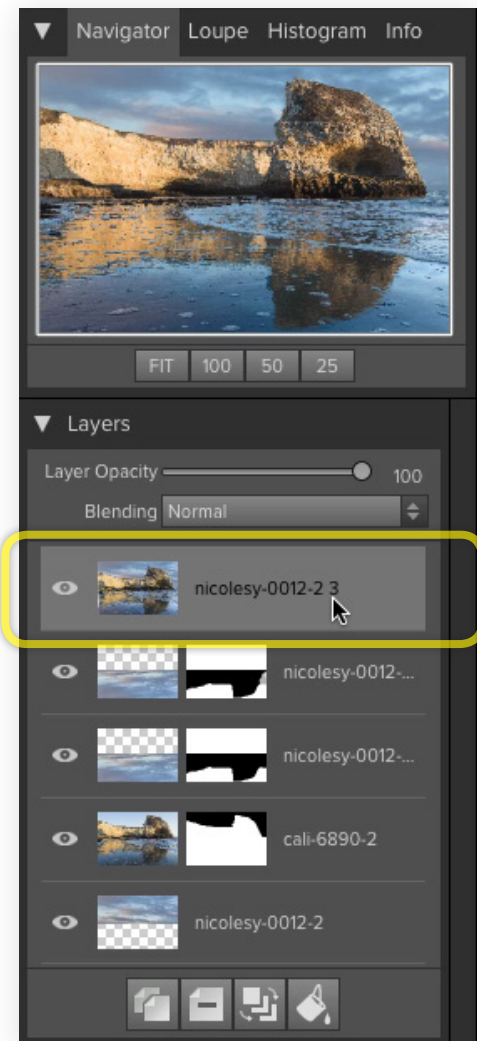 Navigator Loupe Histogram Info
FIT 100 50 25
Layers
Layer Opacity 100
Blending Normal
nicolesy-0012-2 3
nicolesy-0012-...
nicolesy-0012-...
cali-6890-2
nicolesy-0012-2